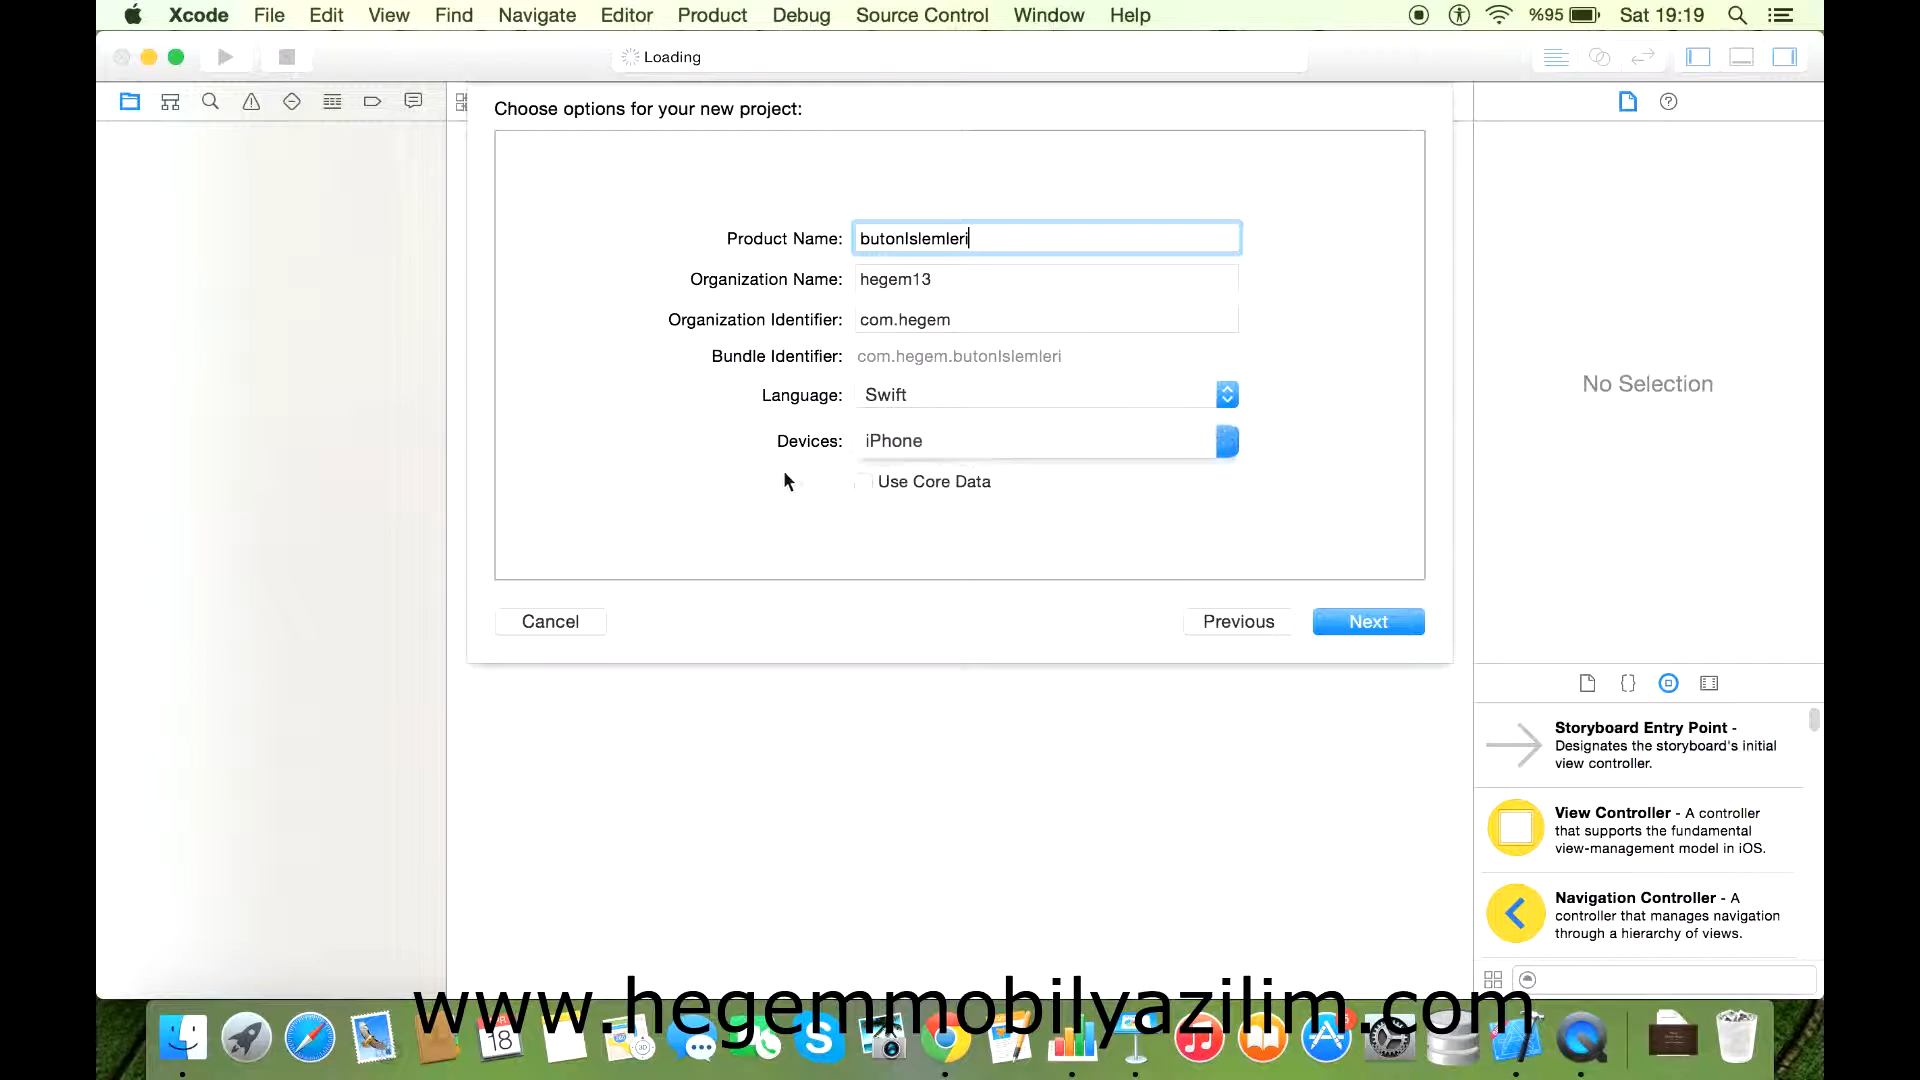 Xcode File Edit View Find Navigate Editor Product Debug Source Control Window Help %95 Sat 19:19
Loading
Choose options for your new project:
Product Name: butonIslemleri
Organization Name: hegem13
Organization Identifier: com.hegem
Bundle Identifier: com.hegem.butonIslemleri
Language: Swift
Devices: iPhone
Use Core Data
Cancel Previous Next
No Selection
Storyboard Entry Point -
Designates the storyboard's initial
view controller.
View Controller - A controller
that supports the fundamental
view-management model in iOS.
Navigation Controller - A
controller that manages navigation
through a hierarchy of views.
www.hegemmobilyazilim.com
18